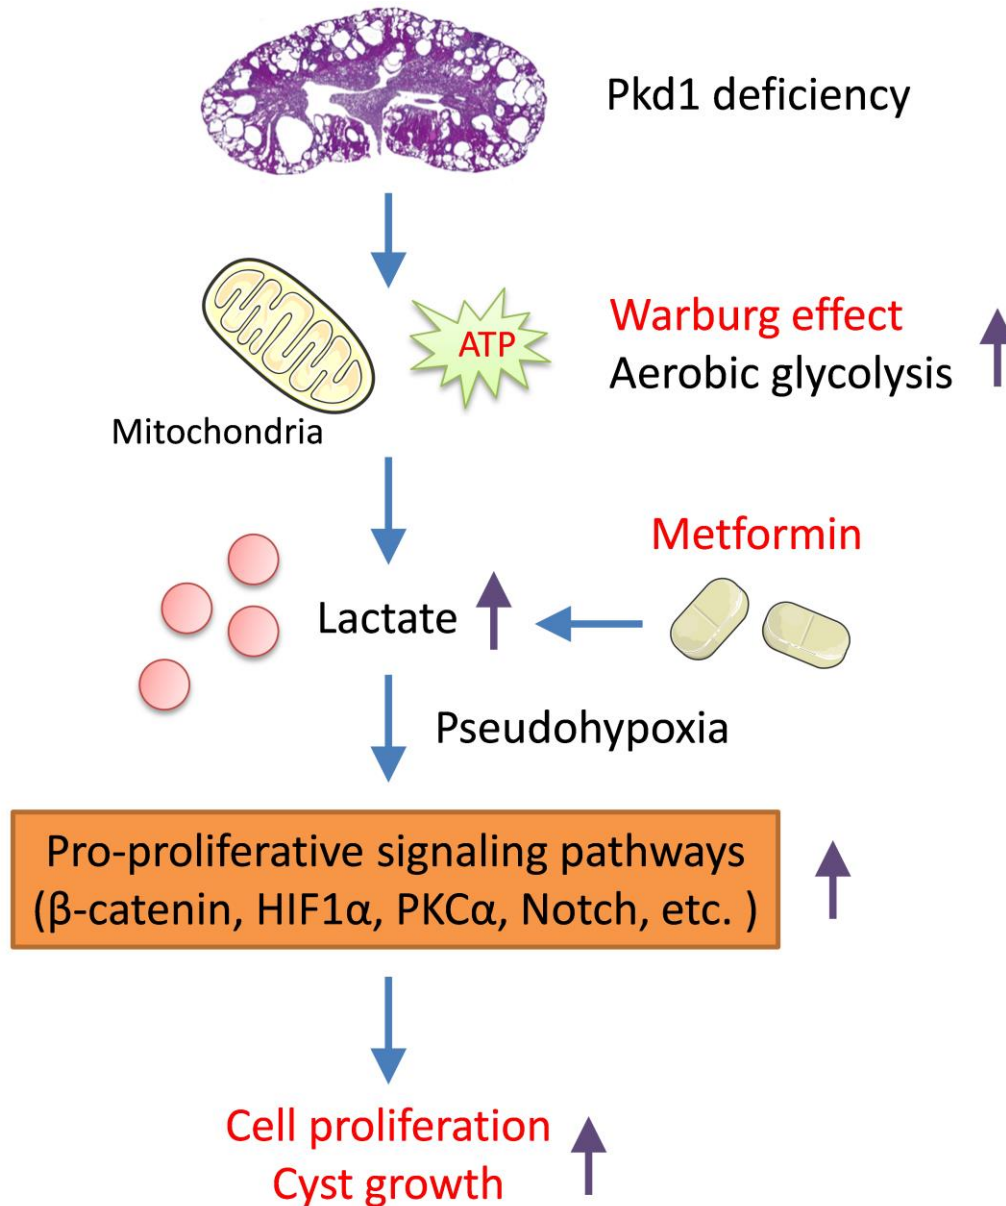 Pkd1 deficiency
ATP
Warburg effect
Aerobic glycolysis
Mitochondria
Metformin
Lactate
Pseudohypoxia
Pro-proliferative signaling pathways
(β-catenin, HIF1α, PKCα, Notch, etc. )
Cell proliferation
Cyst growth